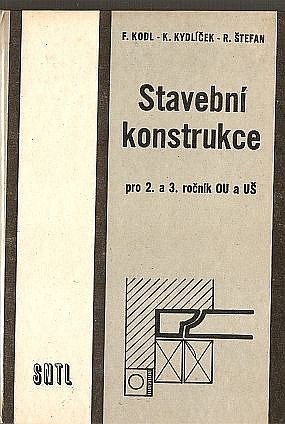 F. KODL - K. KYDLÍČEK - R. ŠTEFAN
Stavební
konstrukce
pro 2. a 3. ročník OU a UŠ
SNTL